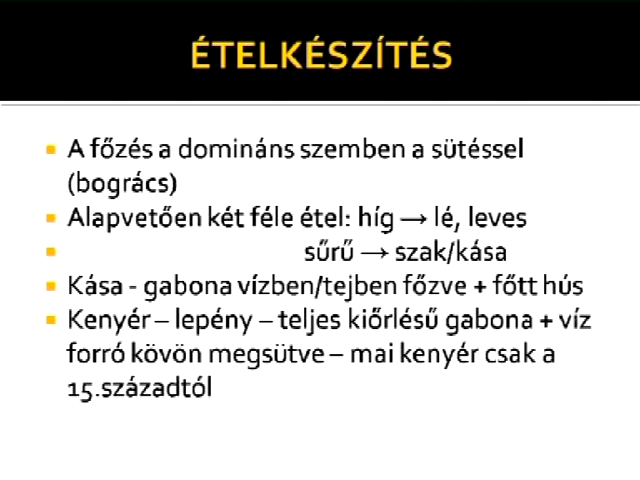 ÉTELKÉSZÍTÉS
A főzés a domináns szemben a sütéssel
(bogrács)
Alapvetően két féle étel: híg → lé, leves
sűrű → szak/kása
Kása - gabona vízben/tejben főzve + főtt hús
Kenyér – lepény – teljes kiőrlésű gabona + víz
forró kövön megsütve – mai kenyér csak a
15.századtól